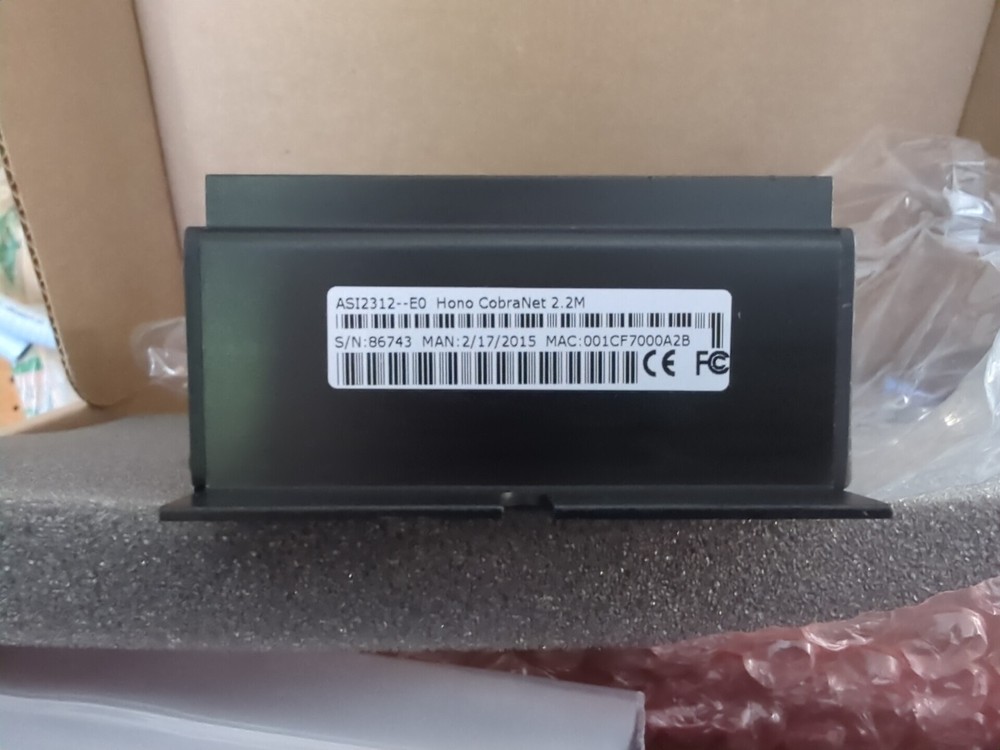 ASI2312--E0 Hono CobraNet 2.2M
S/N:86743 MAN:2/17/2015 MAC:001CF7000A2B
CE FC